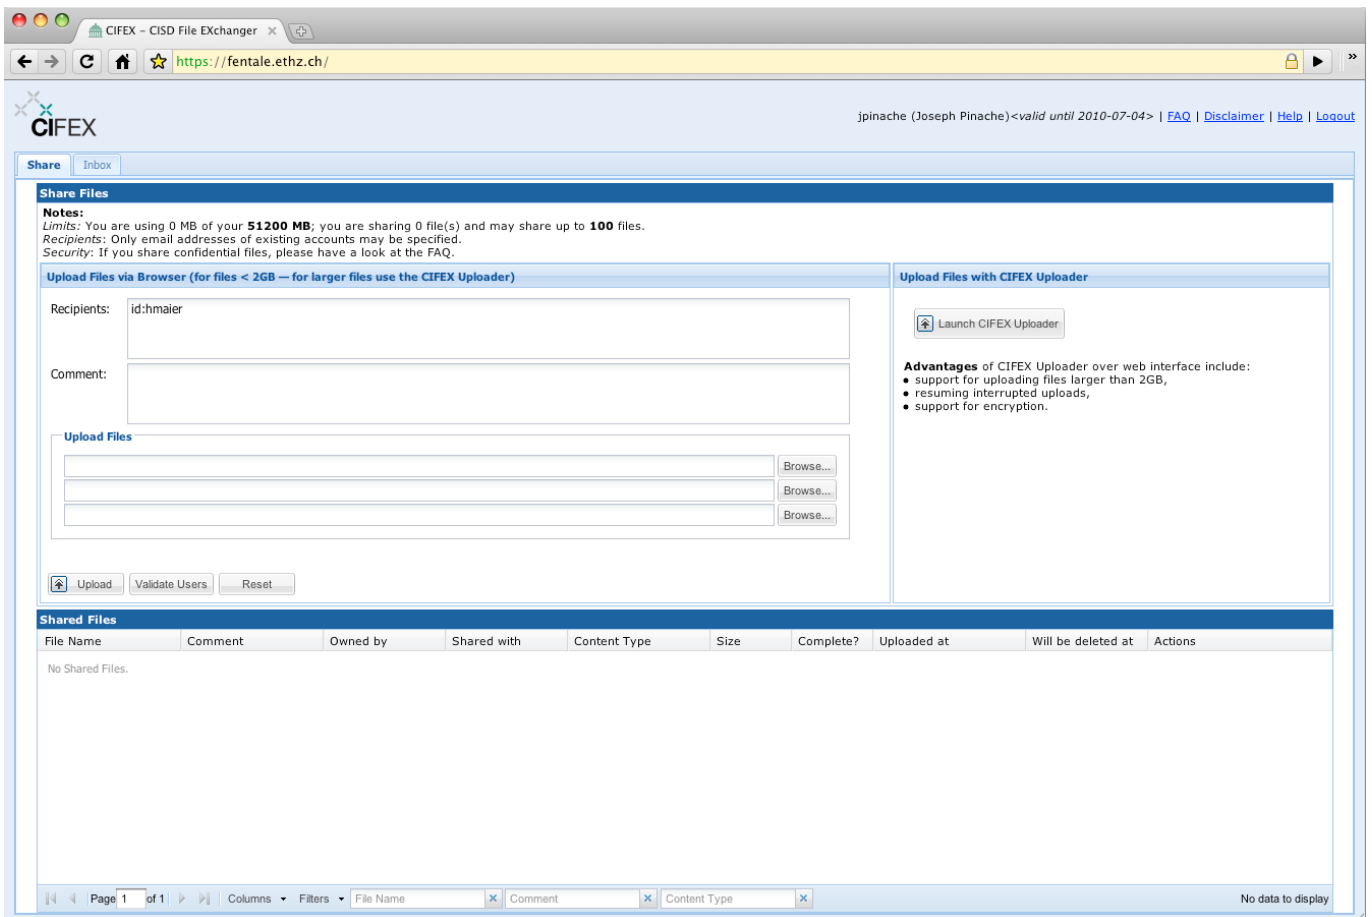 CIFEX – CISD File EXchanger
https://fentale.ethz.ch/
CIFEX
jpinache (Joseph Pinache)<valid until 2010-07-04> | FAQ | Disclaimer | Help | Logout
Share Inbox
Share Files
Notes:
Limits: You are using 0 MB of your 51200 MB; you are sharing 0 file(s) and may share up to 100 files.
Recipients: Only email addresses of existing accounts may be specified.
Security: If you share confidential files, please have a look at the FAQ.
Upload Files via Browser (for files < 2GB — for larger files use the CIFEX Uploader)
Recipients: id:hmaier
Comment:
Upload Files
Browse...
Browse...
Browse...
Upload Validate Users Reset
Upload Files with CIFEX Uploader
Launch CIFEX Uploader
Advantages of CIFEX Uploader over web interface include:
• support for uploading files larger than 2GB,
• resuming interrupted uploads,
• support for encryption.
Shared Files
File Name Comment Owned by Shared with Content Type Size Complete? Uploaded at Will be deleted at Actions
No Shared Files.
Page 1 of 1 Columns Filters File Name Comment Content Type No data to display